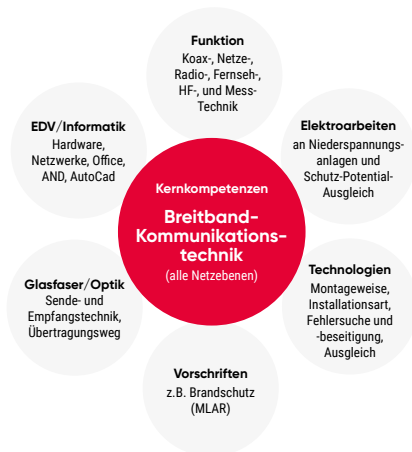 Funktion
Koax-, Netze-,
Radio-, Fernseh-,
HF-, und Mess-
Technik
EDV/Informatik
Hardware,
Netzwerke, Office,
AND, AutoCad
Elektroarbeiten
an Niederspannungs-
anlagen und
Schutz-Potential-
Ausgleich
Kernkompetenzen
Breitband-
Kommunikations-
technik
(alle Netzebenen)
Glasfaser/Optik
Sende- und
Empfangstechnik,
Übertragungsweg
Technologien
Montageweise,
Installationsart,
Fehlersuche und
-beseitigung,
Ausgleich
Vorschriften
z.B. Brandschutz
(MLAR)